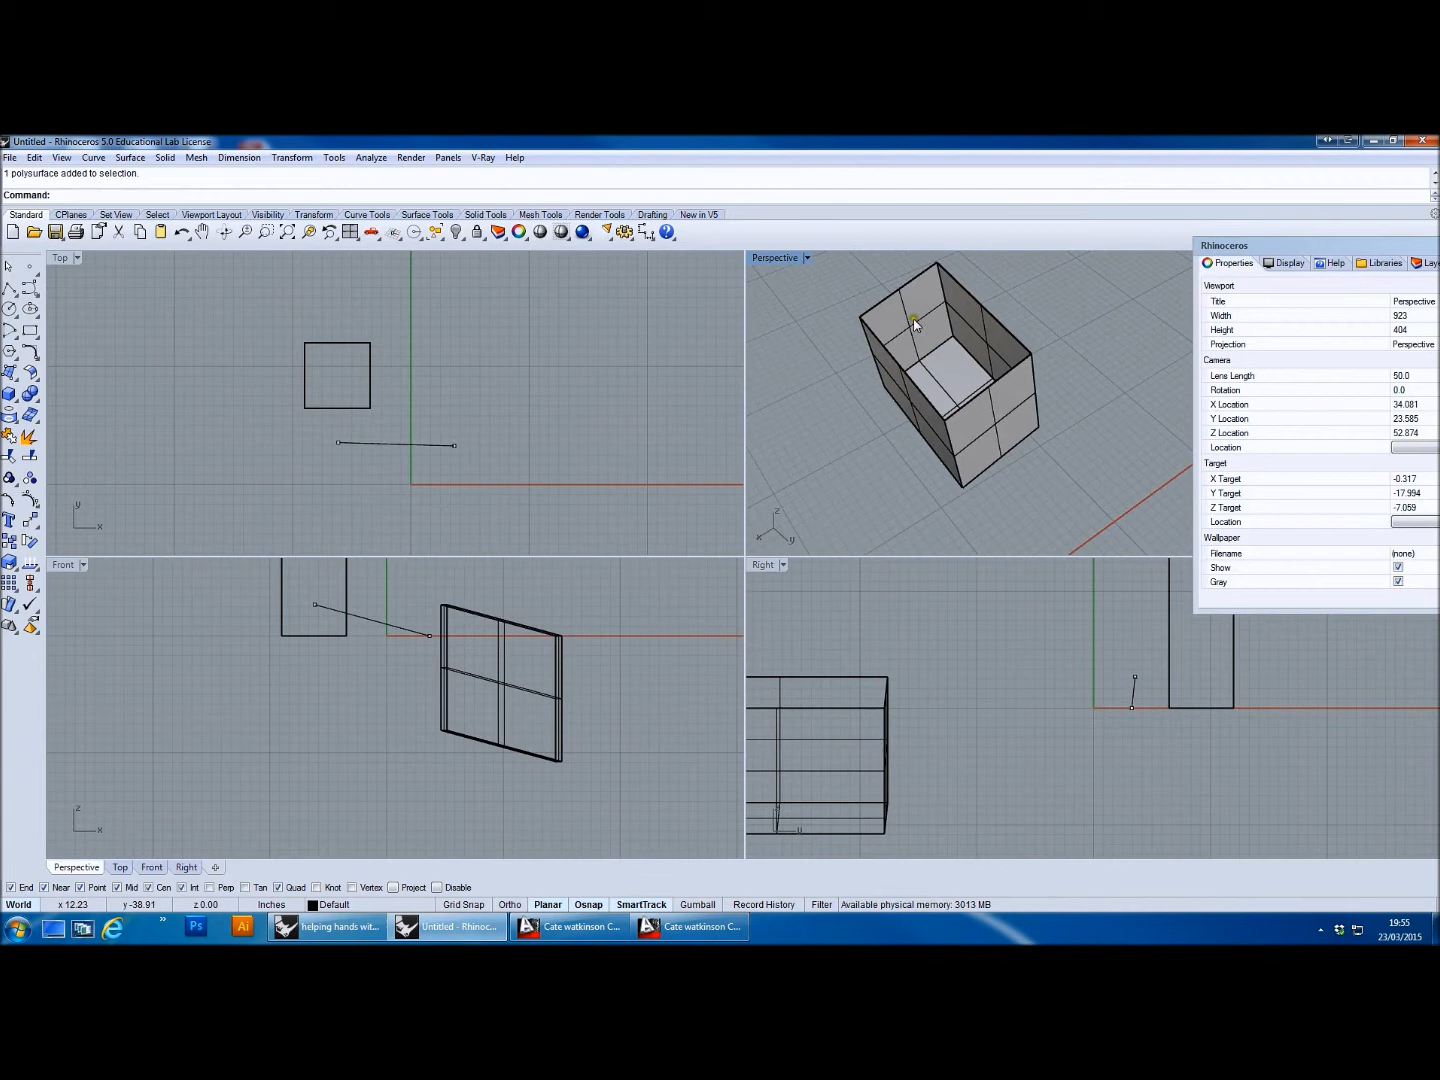 Untitled - Rhinoceros 5.0 Educational Lab License
File Edit View Curve Surface Solid Mesh Dimension Transform Tools Analyze Render Panels V-Ray Help
1 polysurface added to selection.
Command:
Standard CPlanes Set View Select Viewport Layout Visibility Transform Curve Tools Surface Tools Solid Tools Mesh Tools Render Tools Drafting New in V5
Top
Perspective
Rhinoceros
Properties Display Help Libraries Laye
Viewport
Title Perspective
Width 923
Height 404
Projection Perspective
Camera
Lens Length 50.0
Rotation 0.0
X Location 34.081
Y Location 23.585
Z Location 52.874
Location
Target
X Target -0.317
Y Target -17.994
Z Target -7.059
Location
Wallpaper
Filename (none)
Show
Gray
y
x
z
x
y
Front
Right
z
x
Perspective Top Front Right
End Near Point Mid Cen Int Perp Tan Quad Knot Vertex Project Disable
World x 12.23 y -38.91 z 0.00 Inches Default Grid Snap Ortho Planar Osnap SmartTrack Gumball Record History Filter Available physical memory: 3013 MB
» Ps Ai helping hands wit... Untitled - Rhinoc... Cate watkinson C... Cate watkinson C...
19:55
23/03/2015